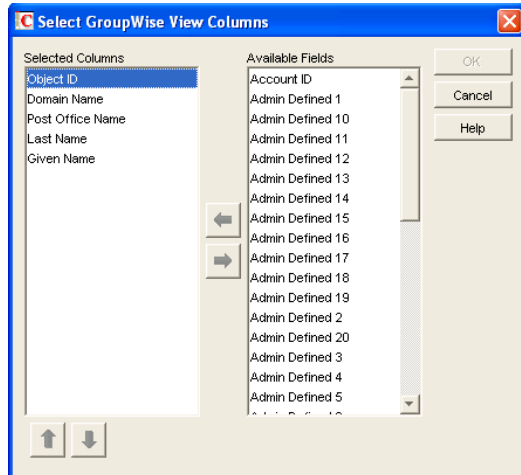 Select GroupWise View Columns
Selected Columns
Object ID
Domain Name
Post Office Name
Last Name
Given Name
Available Fields
Account ID
Admin Defined 1
Admin Defined 10
Admin Defined 11
Admin Defined 12
Admin Defined 13
Admin Defined 14
Admin Defined 15
Admin Defined 16
Admin Defined 17
Admin Defined 18
Admin Defined 19
Admin Defined 2
Admin Defined 20
Admin Defined 3
Admin Defined 4
Admin Defined 5
OK
Cancel
Help